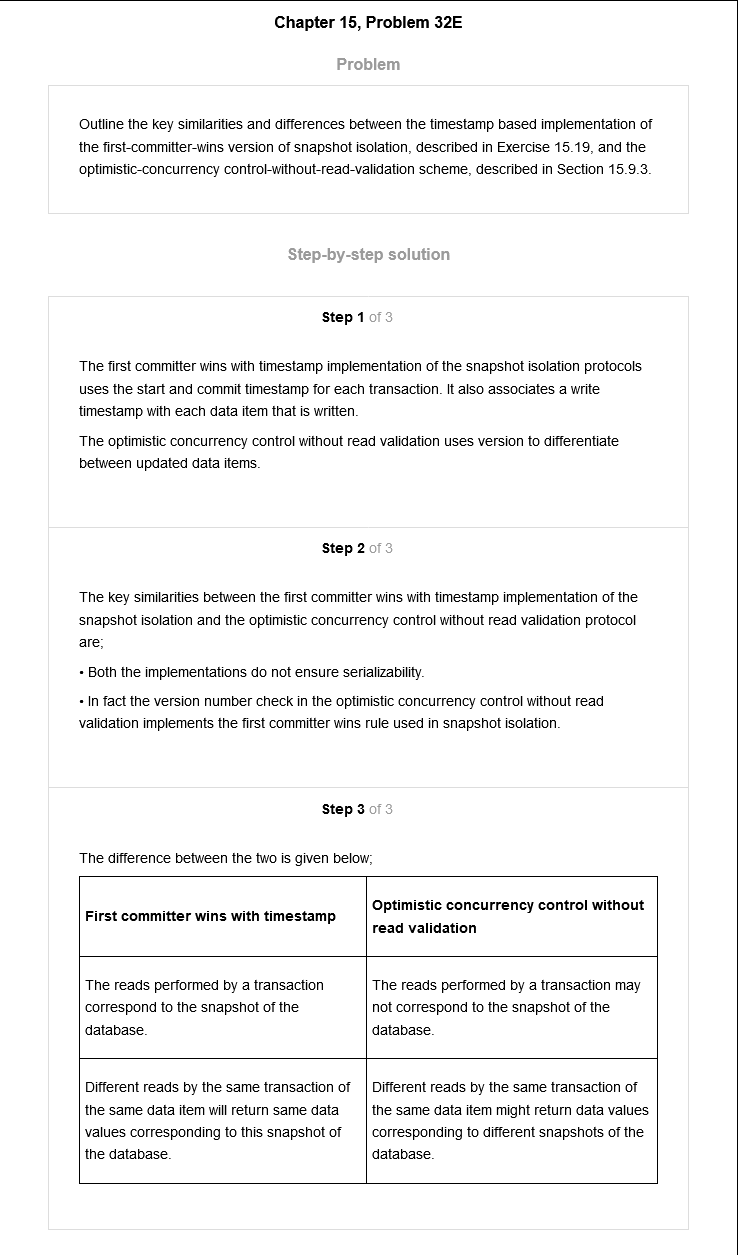 Chapter 15, Problem 32E
Problem
Outline the key similarities and differences between the timestamp based implementation of
the first-committer-wins version of snapshot isolation, described in Exercise 15.19, and the
optimistic-concurrency control-without-read-validation scheme, described in Section 15.9.3.
Step-by-step solution
Step 1 of 3
The first committer wins with timestamp implementation of the snapshot isolation protocols
uses the start and commit timestamp for each transaction. It also associates a write
timestamp with each data item that is written.
The optimistic concurrency control without read validation uses version to differentiate
between updated data items.
Step 2 of 3
The key similarities between the first committer wins with timestamp implementation of the
snapshot isolation and the optimistic concurrency control without read validation protocol
are;
• Both the implementations do not ensure serializability.
• In fact the version number check in the optimistic concurrency control without read
validation implements the first committer wins rule used in snapshot isolation.
Step 3 of 3
The difference between the two is given below;
First committer wins with timestamp
Optimistic concurrency control without
read validation
The reads performed by a transaction
correspond to the snapshot of the
database.
The reads performed by a transaction may
not correspond to the snapshot of the
database.
Different reads by the same transaction of
the same data item will return same data
values corresponding to this snapshot of
the database.
Different reads by the same transaction of
the same data item might return data values
corresponding to different snapshots of the
database.